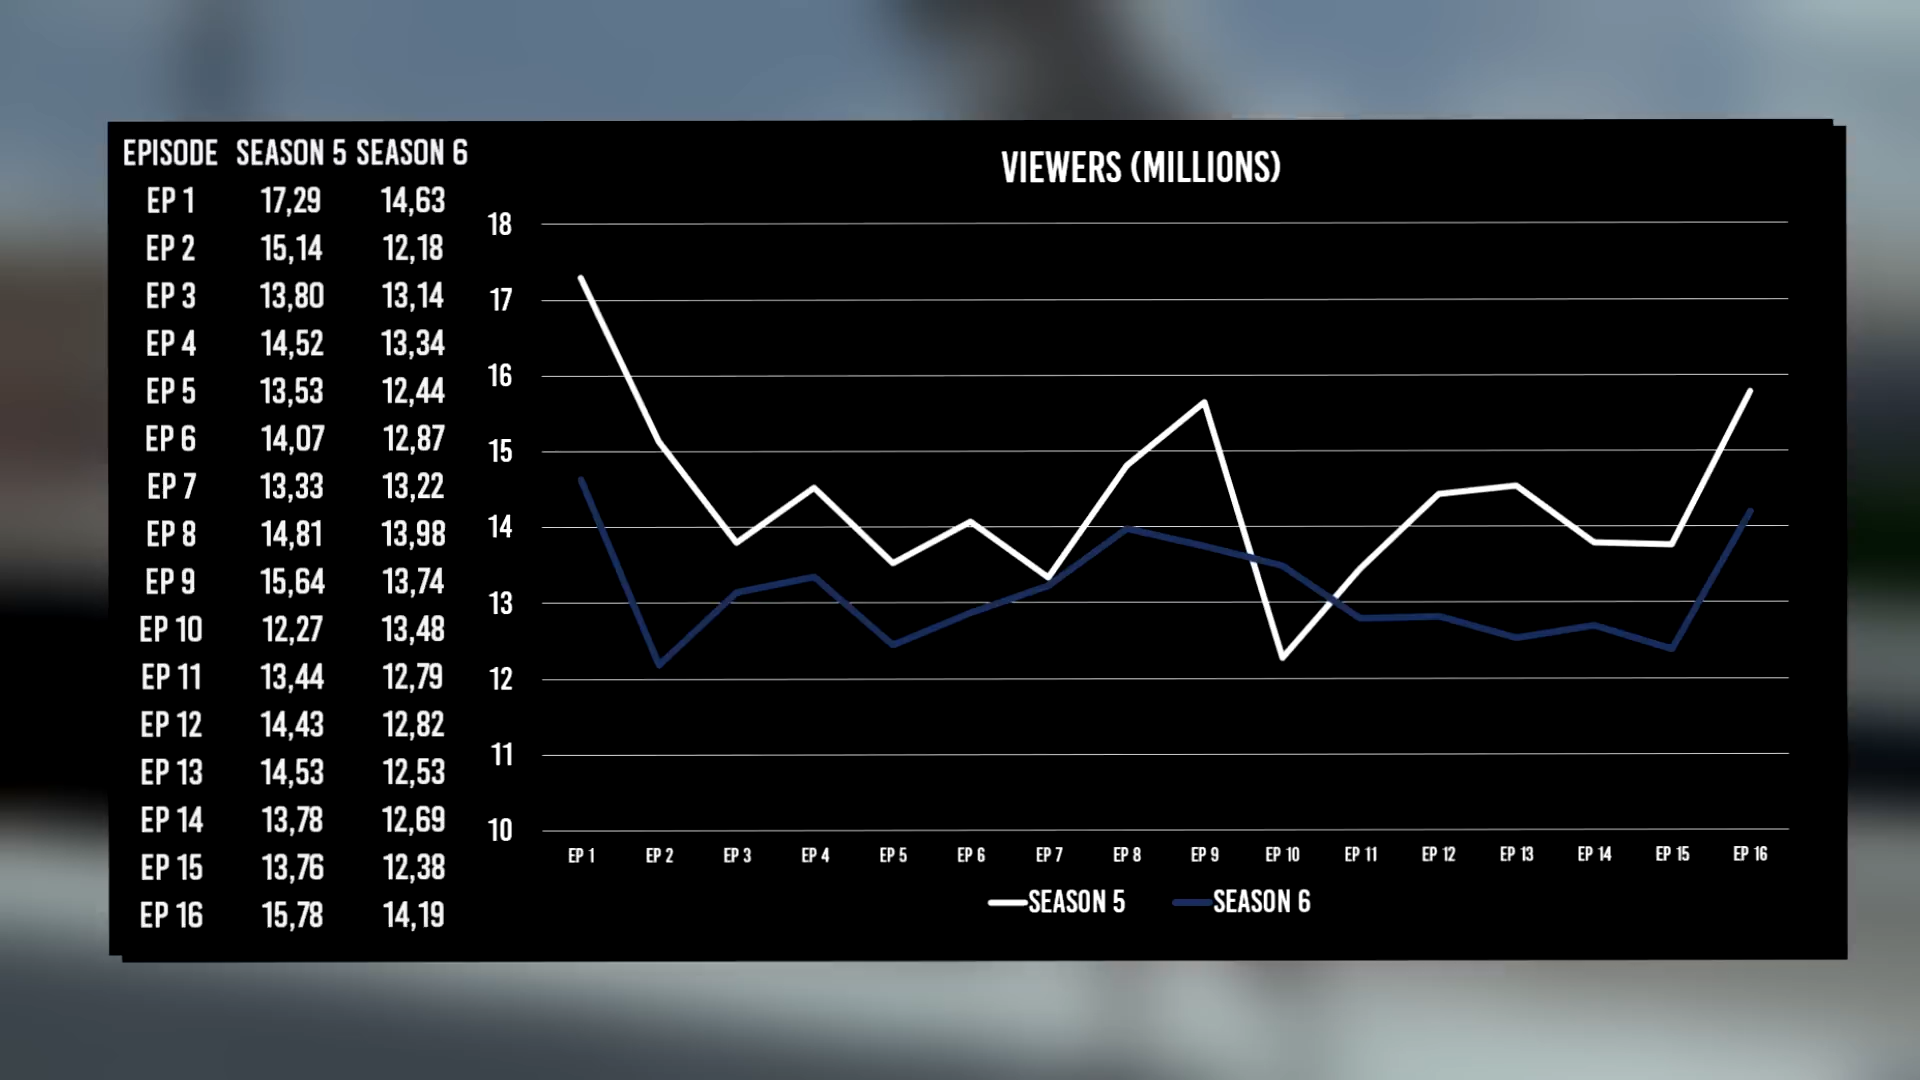 EPISODE SEASON 5 SEASON 6
EP 1 17,29 14,63
EP 2 15,14 12,18
EP 3 13,80 13,14
EP 4 14,52 13,34
EP 5 13,53 12,44
EP 6 14,07 12,87
EP 7 13,33 13,22
EP 8 14,81 13,98
EP 9 15,64 13,74
EP 10 12,27 13,48
EP 11 13,44 12,79
EP 12 14,43 12,82
EP 13 14,53 12,53
EP 14 13,78 12,69
EP 15 13,76 12,38
EP 16 15,78 14,19
VIEWERS (MILLIONS)
18
17
16
15
14
13
12
11
10
EP 1 EP 2 EP 3 EP 4 EP 5 EP 6 EP 7 EP 8 EP 9 EP 10 EP 11 EP 12 EP 13 EP 14 EP 15 EP 16
SEASON 5 SEASON 6